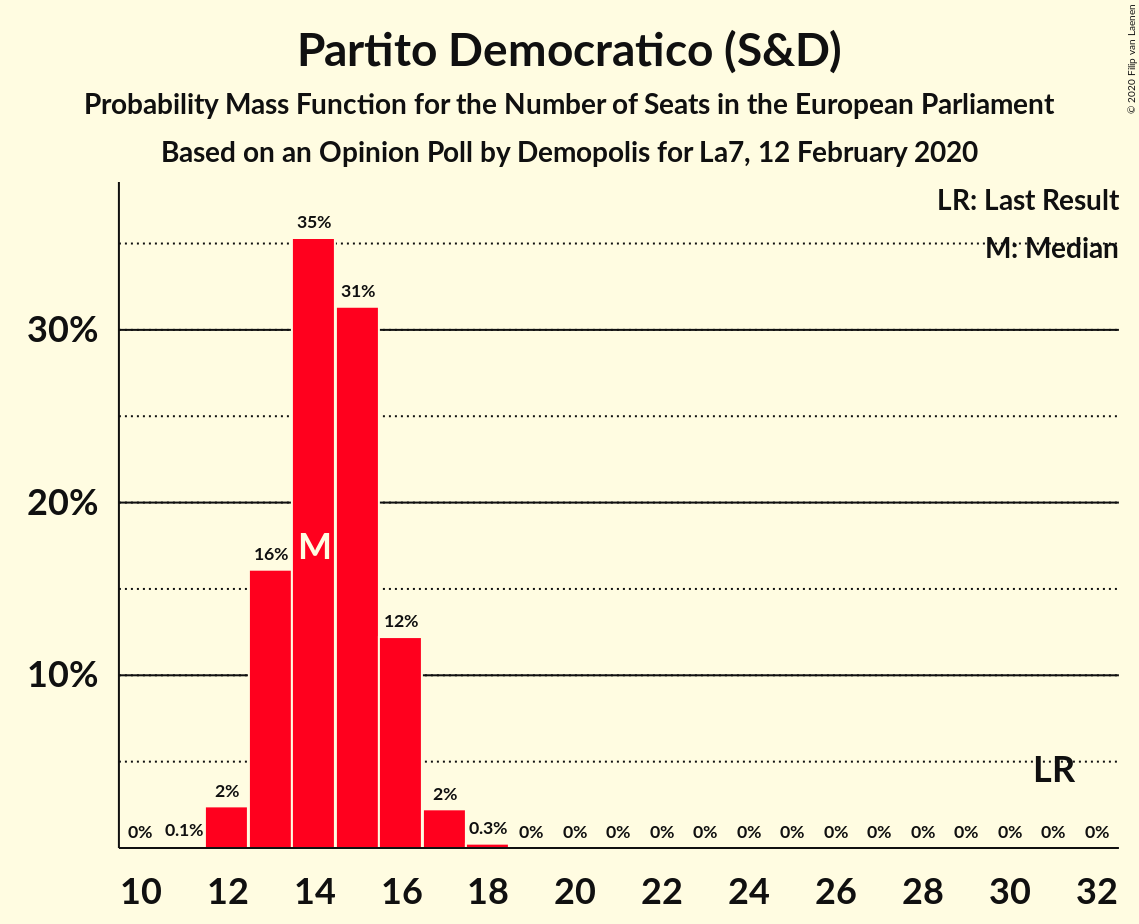 Partito Democratico (S&D)
Probability Mass Function for the Number of Seats in the European Parliament
Based on an Opinion Poll by Demopolis for La7, 12 February 2020
© 2020 Filip van Laenen
LR: Last Result
M: Median
30%
20%
10%
0% 0.1% 2% 16% 35% 31% 12% 2% 0.3% 0% 0% 0% 0% 0% 0% 0% 0% 0% 0% 0% 0% 0% 0%
M
LR
10 12 14 16 18 20 22 24 26 28 30 32